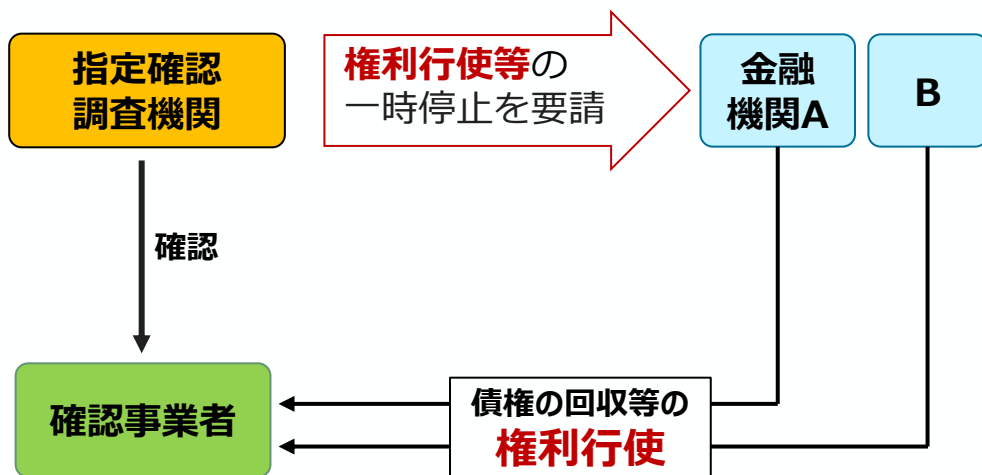 指定確認
調査機関
権利行使等の
一時停止を要請
金融
機関A
B
確認
確認事業者
債権の回収等の
権利行使